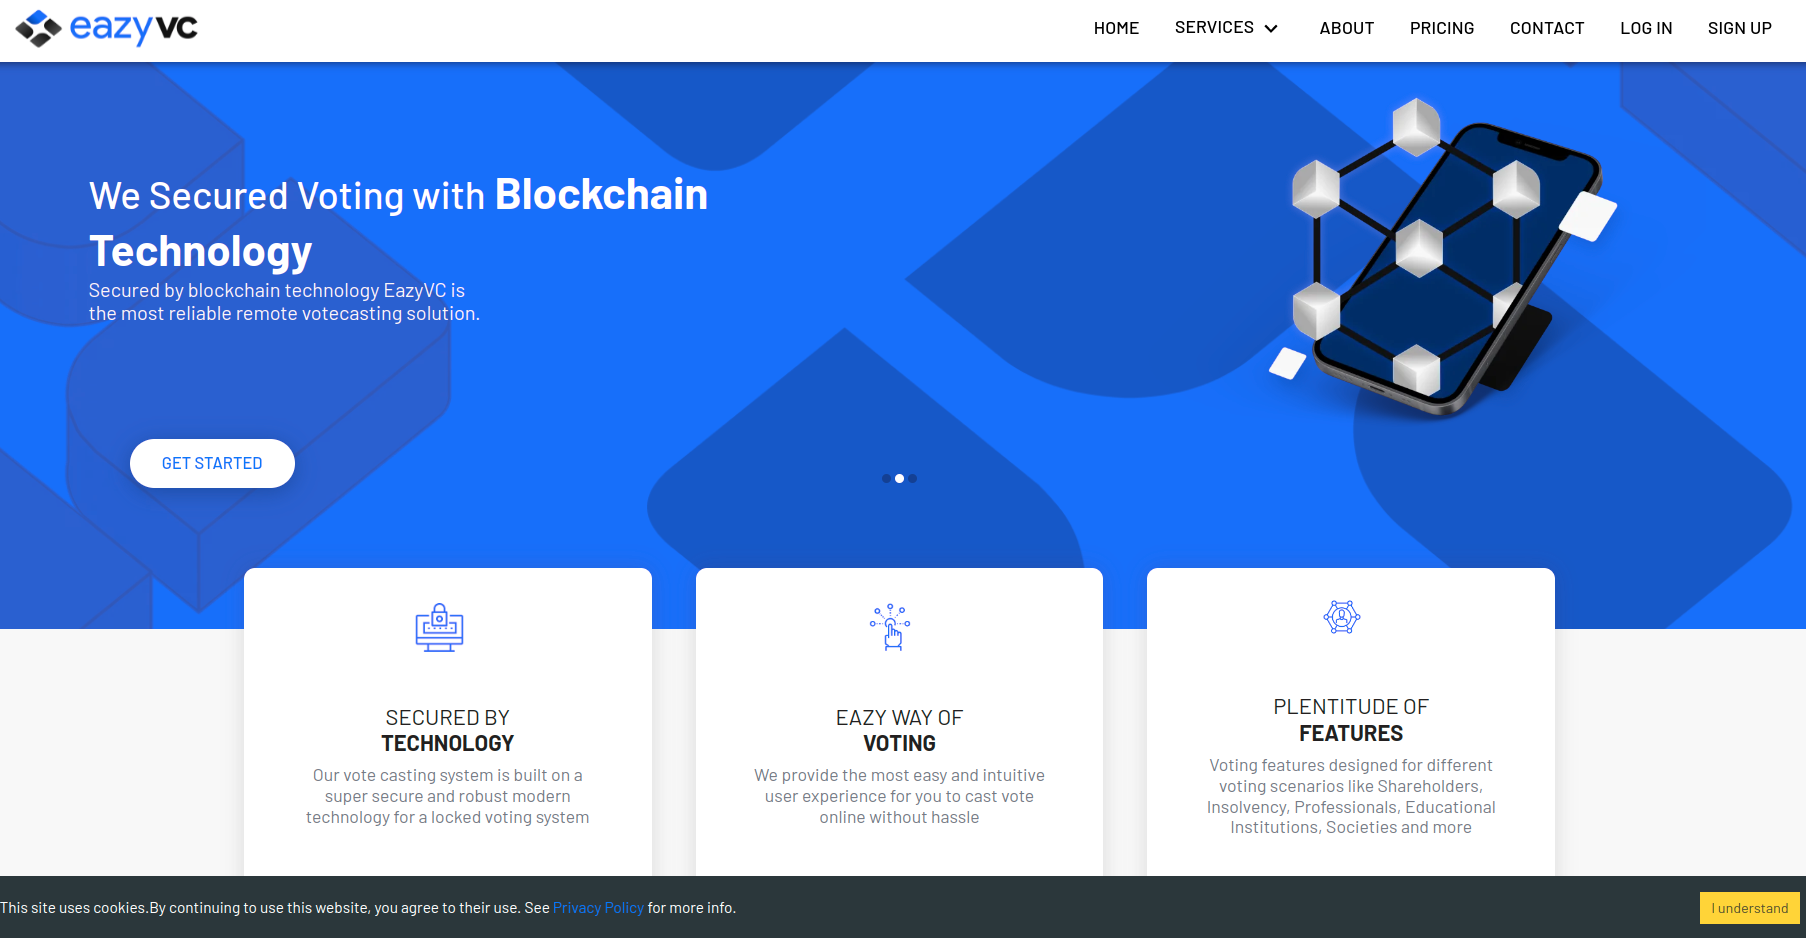 eazyvc
HOME
SERVICES
ABOUT
PRICING
CONTACT
LOG IN
SIGN UP
We Secured Voting with Blockchain
Technology
Secured by blockchain technology EazyVC is
the most reliable remote votecasting solution.
GET STARTED
SECURED BY
TECHNOLOGY
Our vote casting system is built on a
super secure and robust modern
technology for a locked voting system
EAZY WAY OF
VOTING
We provide the most easy and intuitive
user experience for you to cast vote
online without hassle
PLENTITUDE OF
FEATURES
Voting features designed for different
voting scenarios like Shareholders,
Insolvency, Professionals, Educational
Institutions, Societies and more
This site uses cookies.By continuing to use this website, you agree to their use. See Privacy Policy for more info.
I understand